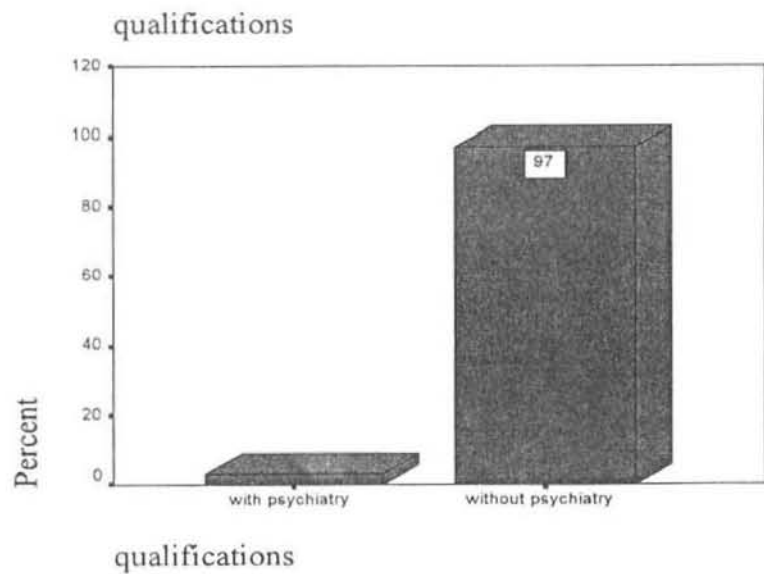 qualifications
120
100
97
80
60
40
20
Percent
0
with psychiatry without psychiatry
qualifications